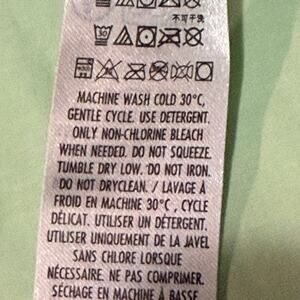 不可干洗
30
MACHINE WASH COLD 30°C,
GENTLE CYCLE. USE DETERGENT.
ONLY NON-CHLORINE BLEACH
WHEN NEEDED. DO NOT SQUEEZE.
TUMBLE DRY LOW. DO NOT IRON.
DO NOT DRYCLEAN. / LAVAGE À
FROID EN MACHINE 30°C, CYCLE
DÉLICAT. UTILISER UN DÉTERGENT.
UTILISER UNIQUEMENT DE LA JAVEL
SANS CHLORE LORSQUE
NÉCESSAIRE. NE PAS COMPRIMER.
SÉCHAGE EN MACHINE À BASSE